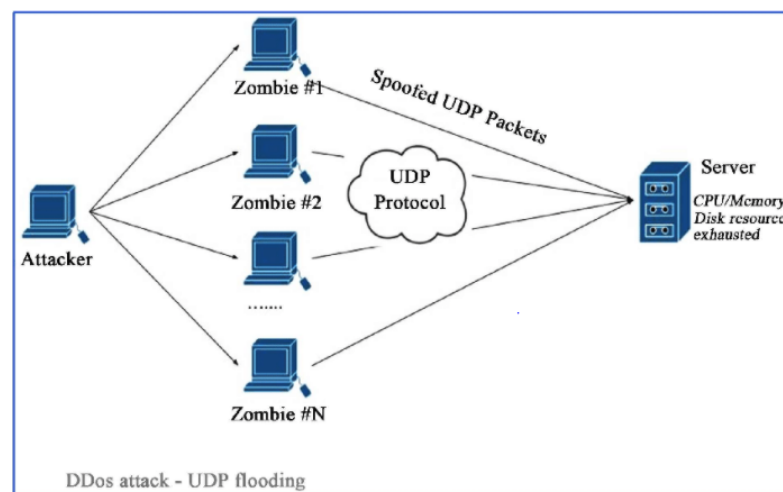 Zombie #1
Spoofed UDP Packets
Zombie #2
UDP
Protocol
Server
CPU/Memory
Disk resource
exhausted
Attacker
.......
Zombie #N
DDos attack - UDP flooding